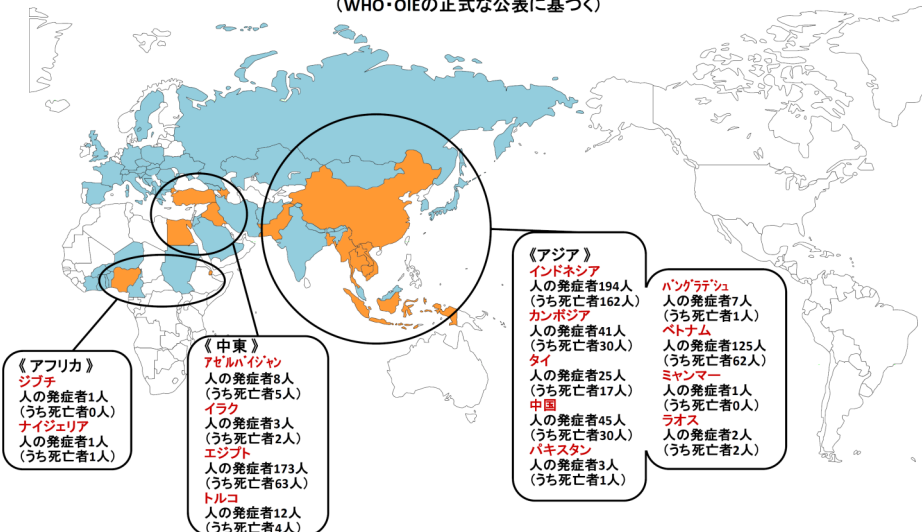 (WHO・OIEの正式な公表に基づく)
《 アフリカ 》
ジブチ
人の発症者1人
(うち死亡者0人)
ナイジェリア
人の発症者1人
(うち死亡者1人)
《 中東 》
アゼルバイジャン
人の発症者8人
(うち死亡者5人)
イラク
人の発症者3人
(うち死亡者2人)
エジプト
人の発症者173人
(うち死亡者63人)
トルコ
人の発症者12人
(うち死亡者4人)
《アジア 》
インドネシア
人の発症者194人
(うち死亡者162人)
カンボジア
人の発症者41人
(うち死亡者30人)
タイ
人の発症者25人
(うち死亡者17人)
中国
人の発症者45人
(うち死亡者30人)
パキスタン
人の発症者3人
(うち死亡者1人)
バングラデシュ
人の発症者7人
(うち死亡者1人)
ベトナム
人の発症者125人
(うち死亡者62人)
ミャンマー
人の発症者1人
(うち死亡者0人)
ラオス
人の発症者2人
(うち死亡者2人)